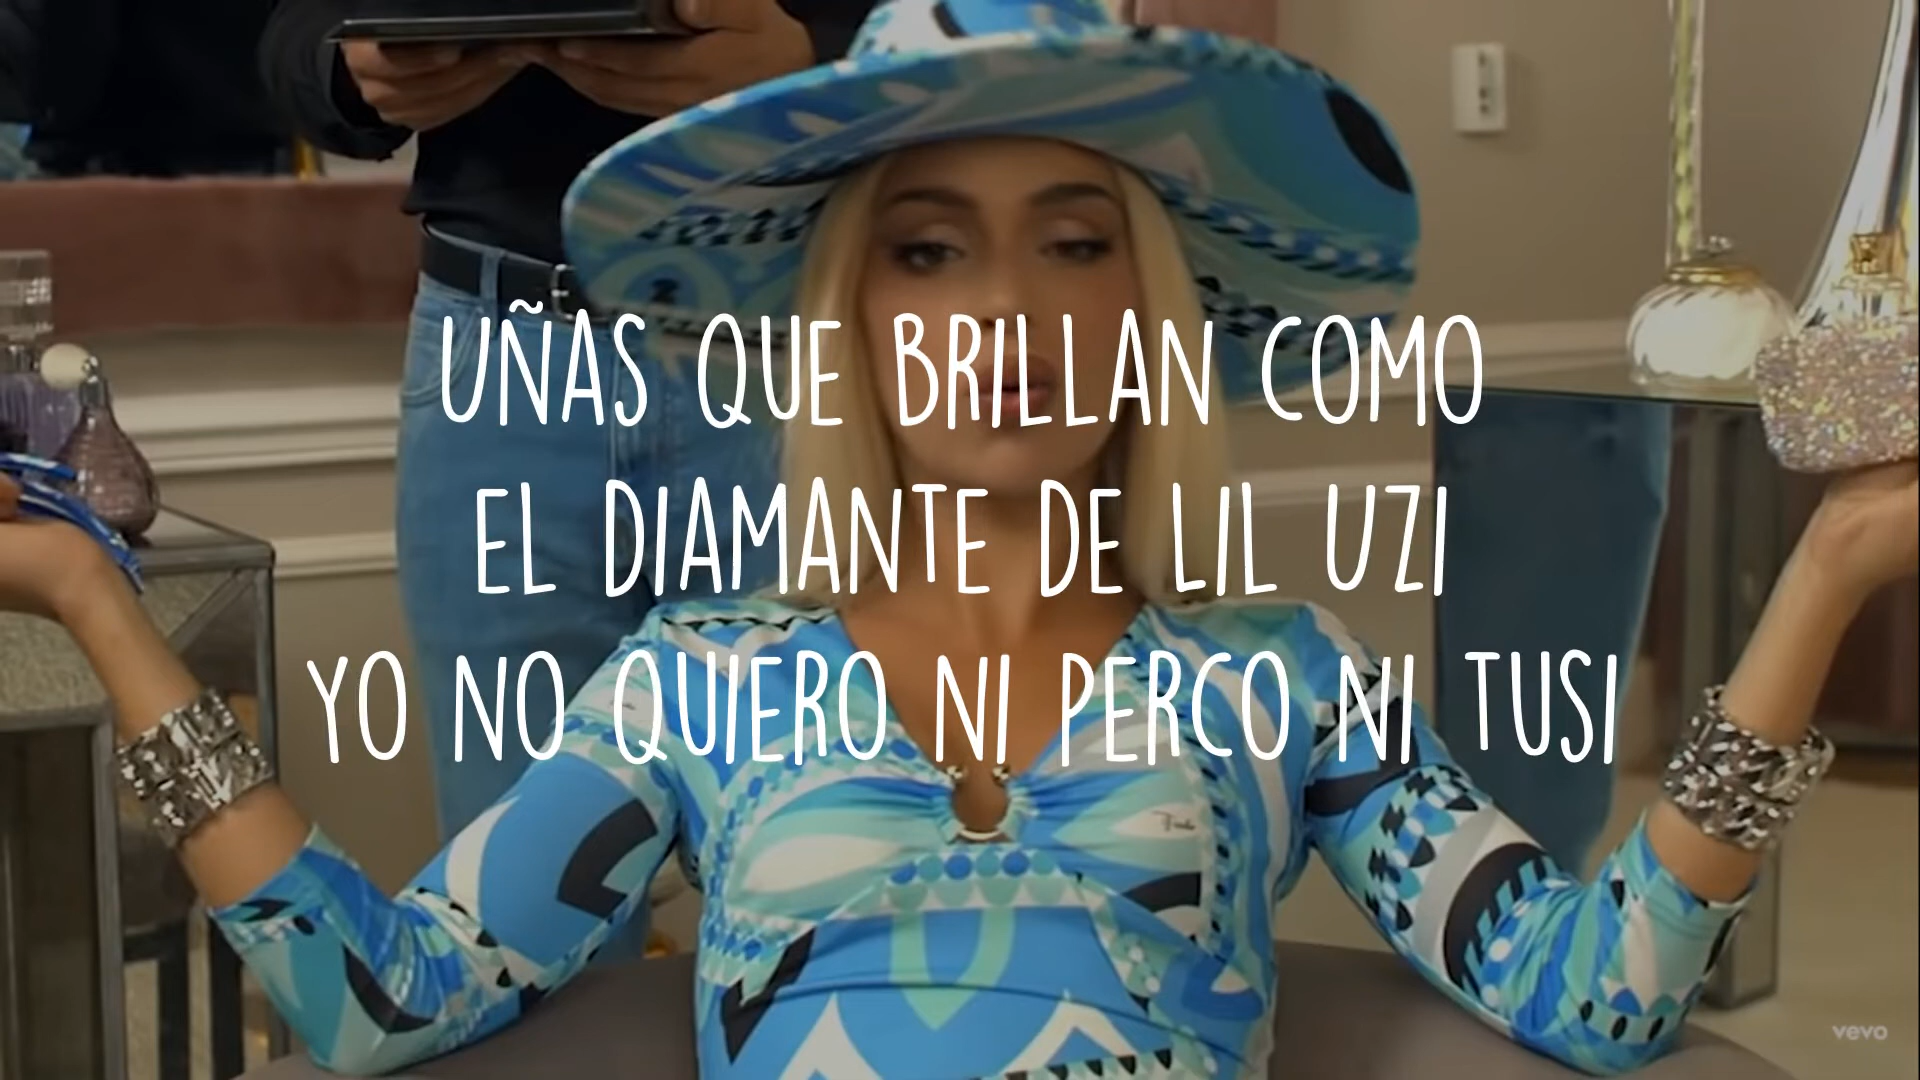 UÑAS QUE BRILLAN COMO
EL DIAMANTE DE LIL UZI
YO NO QUIERO NI PERCO NI TUSI
vevo